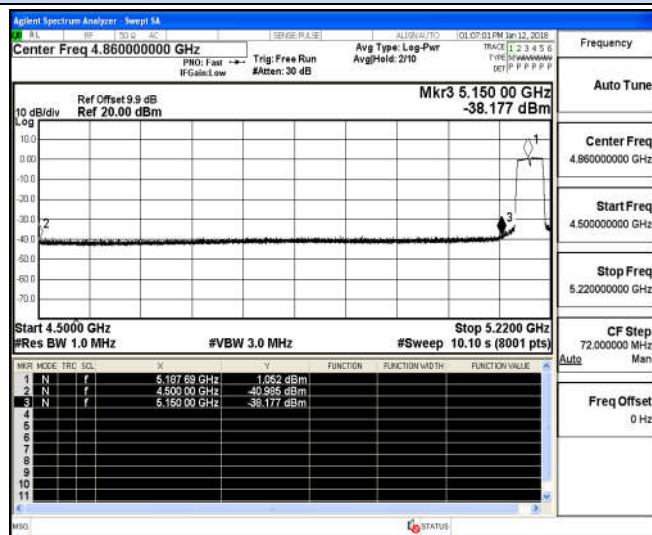 Agilent Spectrum Analyzer - Swept SA
RL RF 50 Ω AC SENSE:PULSE ALIGN AUTO 01:07:01 PM Jan 12, 2018
Center Freq 4.860000000 GHz
PNO: Fast
IFGain:Low
Trig: Free Run
#Atten: 30 dB
Avg Type: Log-Pwr
Avg|Hold: 2/10
TRACE 1 2 3 4 5 6
TYPE
DET P P P P P P
Frequency
Auto Tune
Center Freq
4.860000000 GHz
Start Freq
4.500000000 GHz
Stop Freq
5.220000000 GHz
CF Step
72.000000 MHz
Auto Man
Freq Offset
0 Hz
Mkr3 5.150 00 GHz
-38.177 dBm
Ref Offset 9.9 dB
10 dB/div Ref 20.00 dBm
Log
10.0
0.00
-10.0
-20.0
-30.0
-40.0
-50.0
-60.0
-70.0
1
2
3
Start 4.5000 GHz Stop 5.2200 GHz
#Res BW 1.0 MHz #VBW 3.0 MHz #Sweep 10.10 s (8001 pts)
MKR MODE TRC SCL X Y FUNCTION FUNCTION WIDTH FUNCTION VALUE
1 N f 5.187 69 GHz 1.052 dBm
2 N f 4.500 00 GHz -40.985 dBm
3 N f 5.150 00 GHz -38.177 dBm
4
5
6
7
8
9
10
11
MSG STATUS